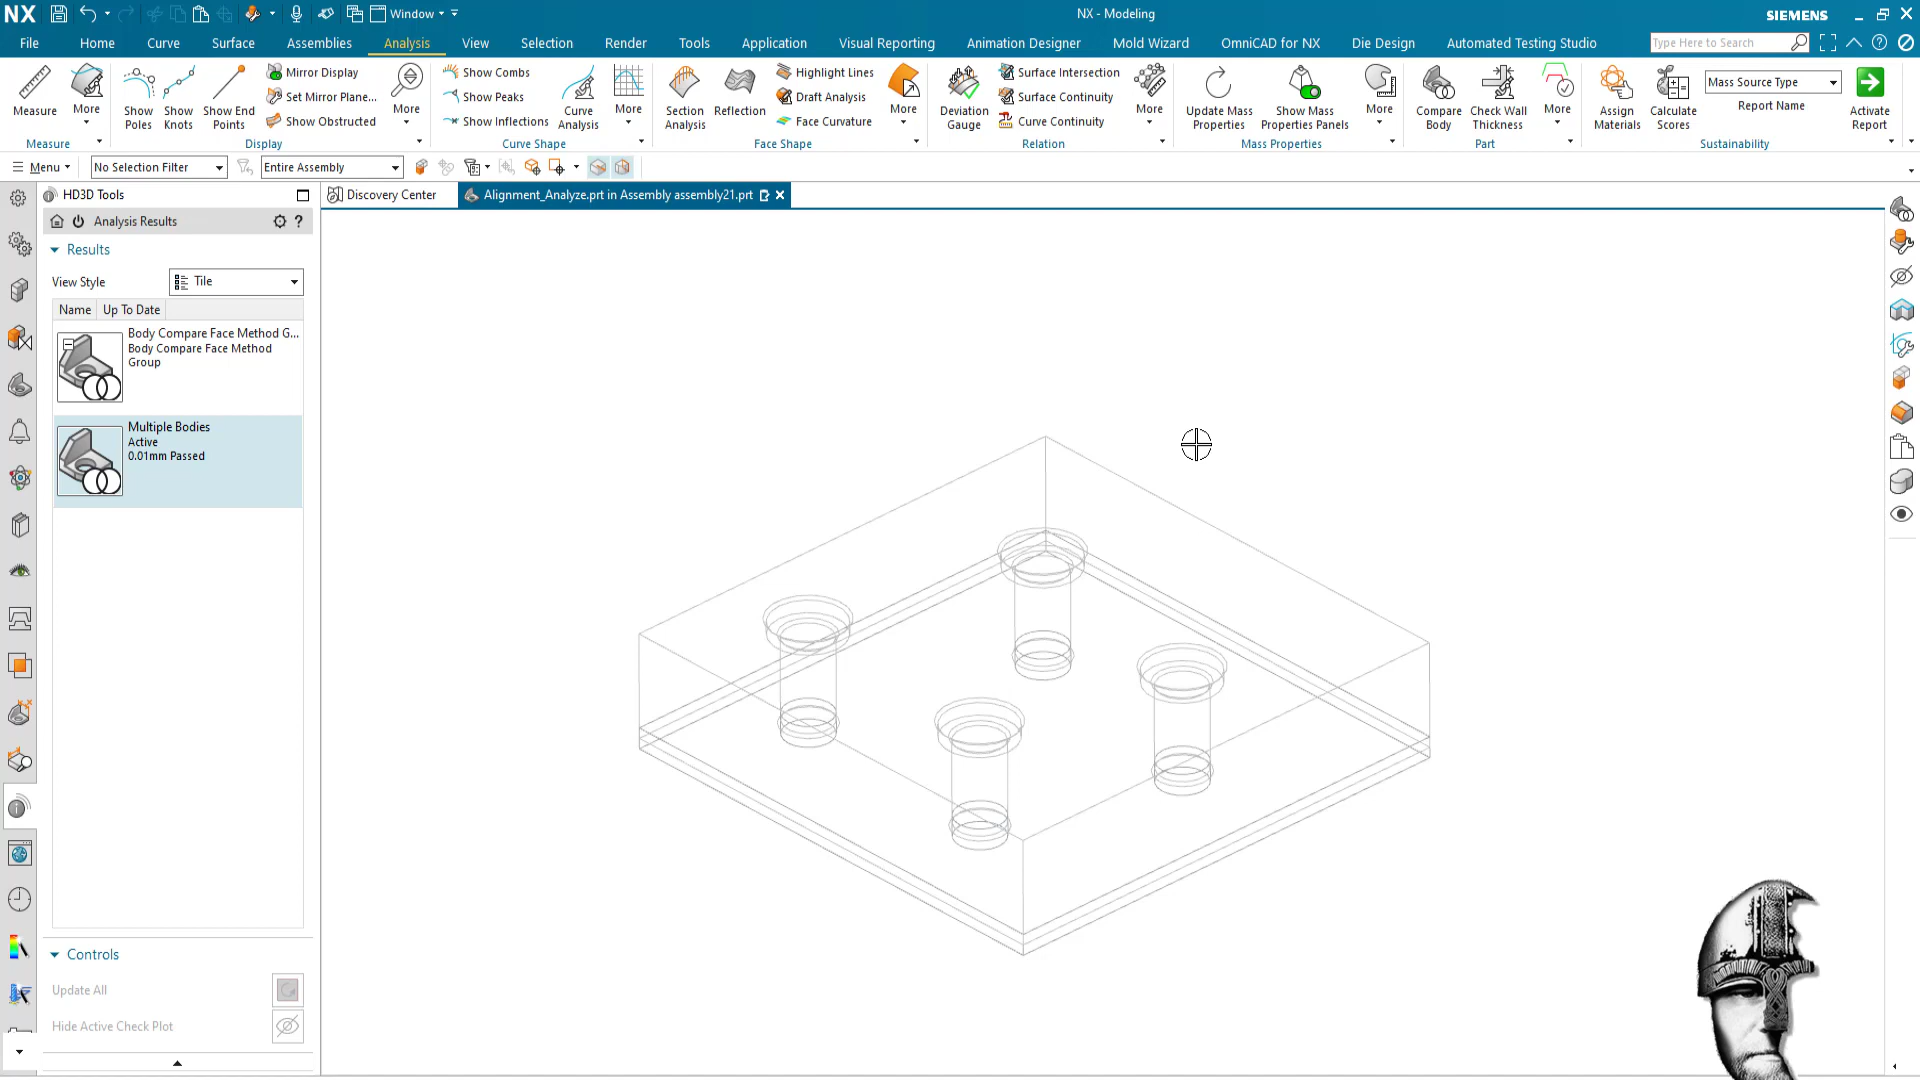 NX
Window
NX - Modeling
SIEMENS
File
Home
Curve
Surface
Assemblies
Analysis
View
Selection
Render
Tools
Application
Visual Reporting
Animation Designer
Mold Wizard
OmniCAD for NX
Die Design
Automated Testing Studio
Type Here to Search
Measure
More
Measure
Show Poles
Show Knots
Show End Points
Mirror Display
Set Mirror Plane...
Show Obstructed
More
Display
Show Combs
Show Peaks
Show Inflections
Curve Analysis
More
Curve Shape
Section Analysis
Reflection
Highlight Lines
Draft Analysis
Face Curvature
More
Face Shape
Deviation Gauge
Surface Intersection
Surface Continuity
Curve Continuity
More
Relation
Update Mass Properties
Show Mass Properties Panels
More
Mass Properties
Compare Body
Check Wall Thickness
More
Part
Assign Materials
Calculate Scores
Mass Source Type
Report Name
Activate Report
Sustainability
Menu
No Selection Filter
Entire Assembly
HD3D Tools
Discovery Center
Alignment_Analyze.prt in Assembly assembly21.prt
Analysis Results
?
Results
View Style
Tile
Name
Up To Date
Body Compare Face Method G...
Body Compare Face Method
Group
Multiple Bodies
Active
0.01mm Passed
Controls
Update All
Hide Active Check Plot